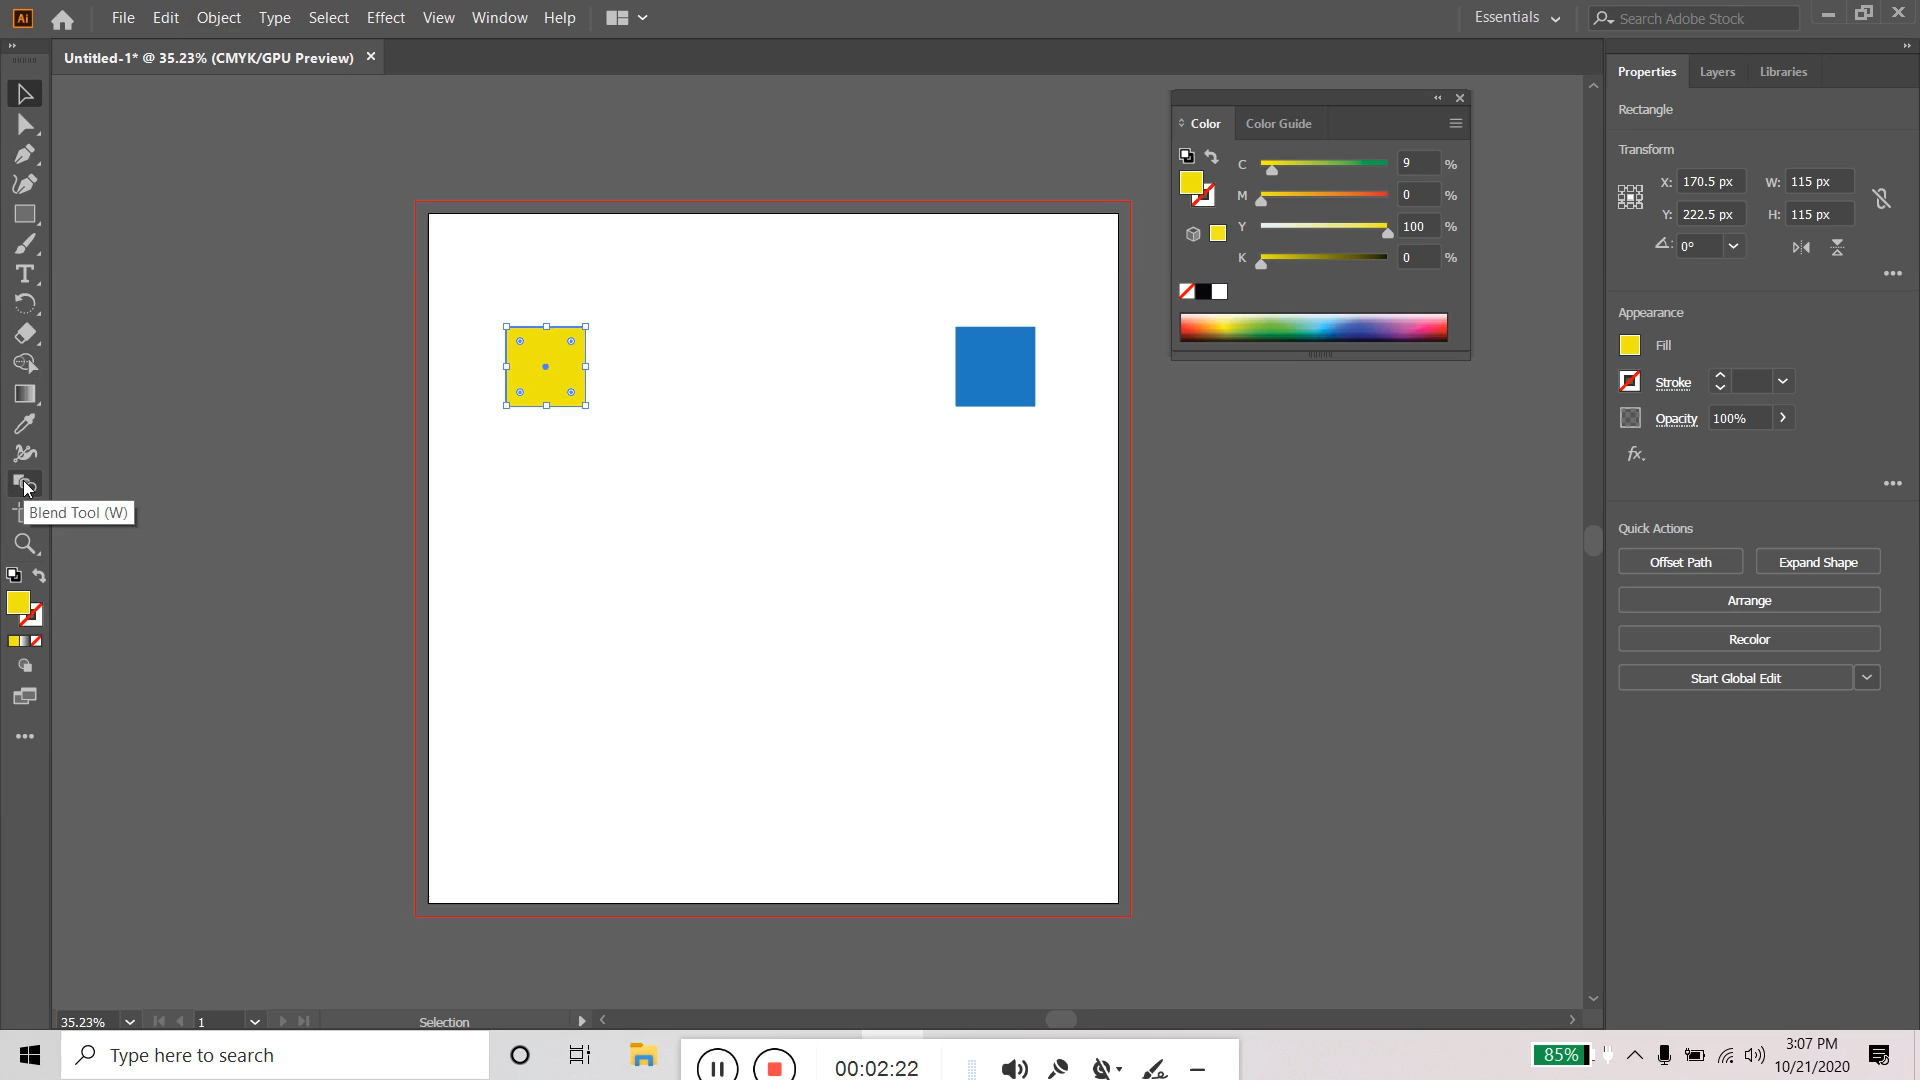 Ai File Edit Object Type Select Effect View Window Help Essentials Search Adobe Stock
Untitled-1* @ 35.23% (CMYK/GPU Preview)
Color Color Guide
C 9 %
M 0 %
Y 100 %
K 0 %
Properties Layers Libraries
Rectangle
Transform
X: 170.5 px W: 115 px
Y: 222.5 px H: 115 px
0°
Appearance
Fill
Stroke
Opacity 100%
fx.
Quick Actions
Offset Path Expand Shape
Arrange
Recolor
Start Global Edit
Blend Tool (W)
35.23% 1 Selection
Type here to search 00:02:22 85% 3:07 PM
10/21/2020